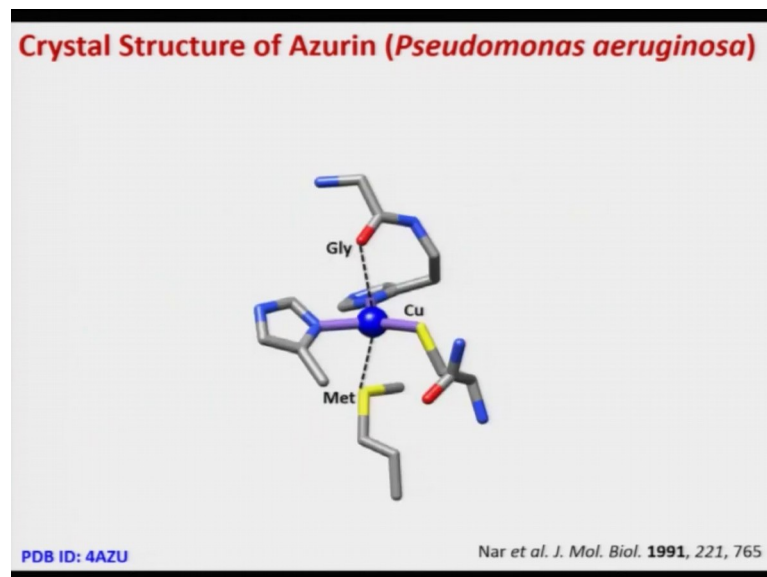 Crystal Structure of Azurin (Pseudomonas aeruginosa)
Gly
Cu
Met
PDB ID: 4AZU
Nar et al. J. Mol. Biol. 1991, 221, 765